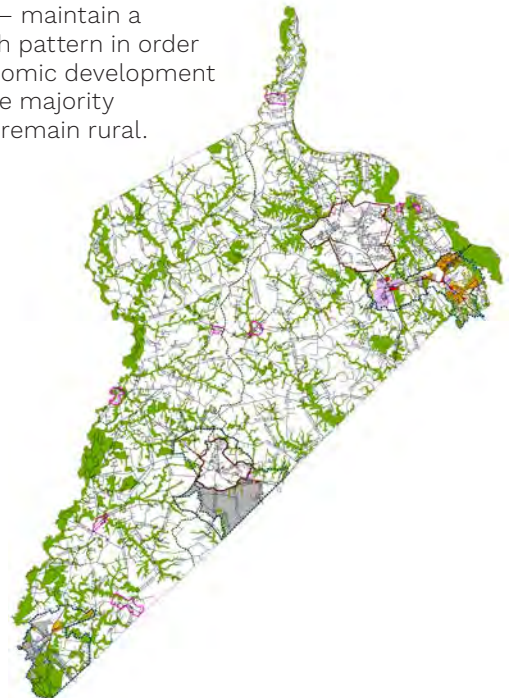 – maintain a
h pattern in order
omic development
e majority
remain rural.